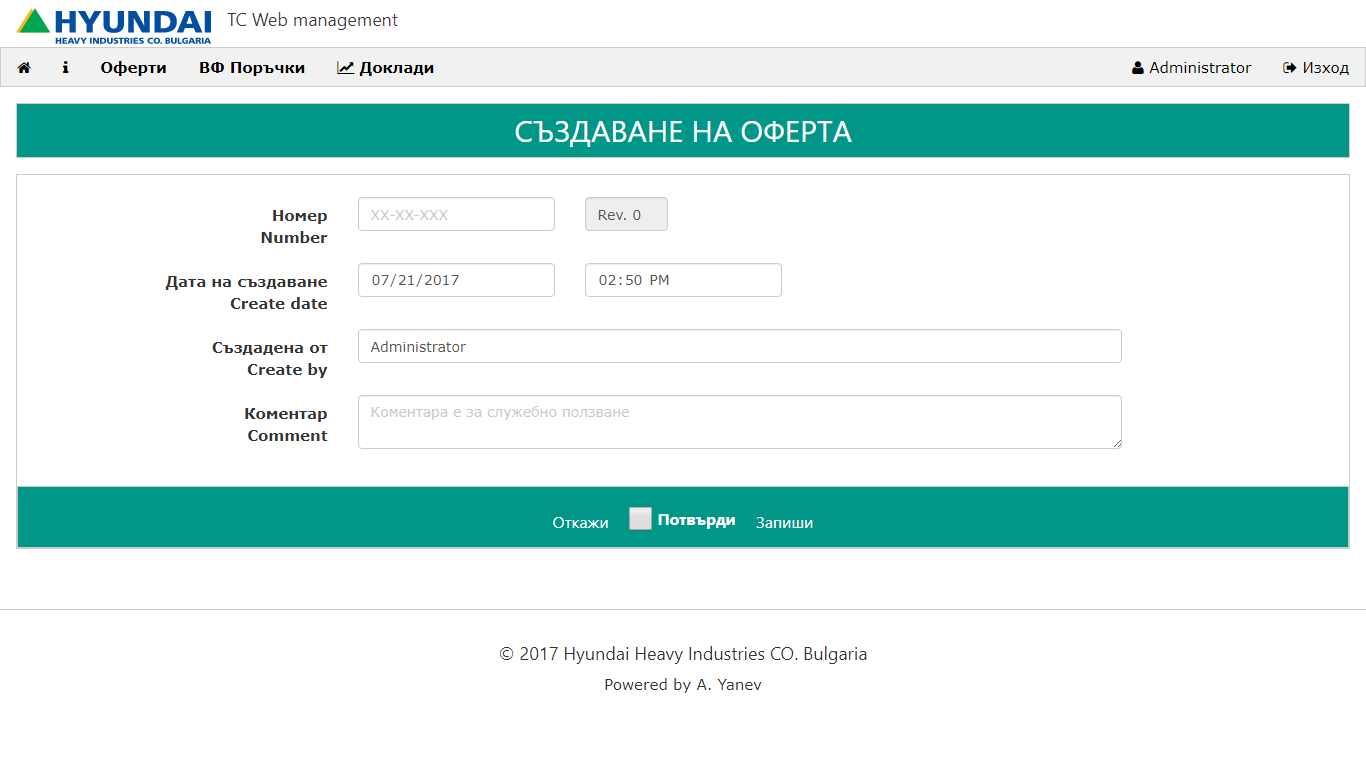 HYUNDAI
HEAVY INDUSTRIES CO. BULGARIA
TC Web management
Оферти ВФ Поръчки Доклади Administrator Изход
СЪЗДАВАНЕ НА ОФЕРТА
Номер
Number
XX-XX-XXX Rev. 0
Дата на създаване
Create date
07/21/2017 02:50 PM
Създадена от
Create by
Administrator
Коментар
Comment
Коментара е за служебно ползване
Откажи Потвърди Запиши
© 2017 Hyundai Heavy Industries CO. Bulgaria
Powered by A. Yanev